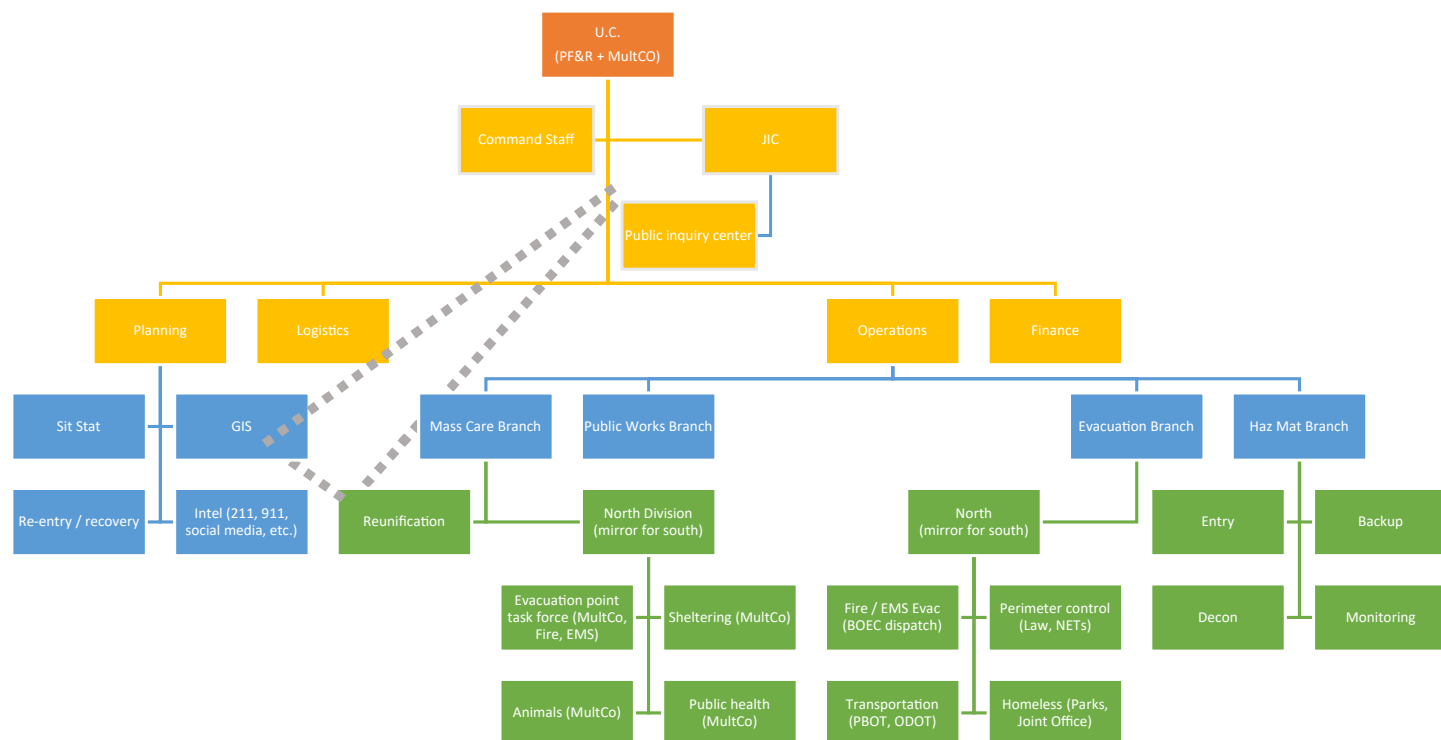 U.C.
(PF&R + MultCO)
Command Staff
JIC
Public inquiry center
Planning
Logistics
Operations
Finance
Sit Stat
GIS
Mass Care Branch
Public Works Branch
Evacuation Branch
Haz Mat Branch
Re-entry / recovery
Intel (211, 911,
social media, etc.)
Reunification
North Division
(mirror for south)
North
(mirror for south)
Entry
Backup
Evacuation point
task force (MultCo,
Fire, EMS)
Sheltering (MultCo)
Fire / EMS Evac
(BOEC dispatch)
Perimeter control
(Law, NETs)
Decon
Monitoring
Animals (MultCo)
Public health
(MultCo)
Transportation
(PBOT, ODOT)
Homeless (Parks,
Joint Office)